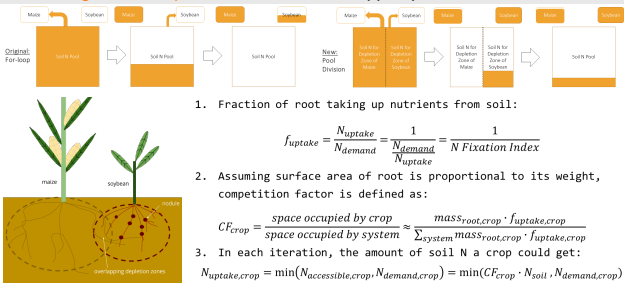 Maize
Soybean
Maize
Soybean
Maize
Soybean
Original:
For-loop
Soil N Pool
Soil N Pool
Soil N Pool
Maize
Soybean
Maize
Soybean
Maize
Soybean
New:
Pool
Division
Soil N for
Depletion
Zone of
Maize
Soil N for
Depletion
Zone of
Soybean
Soil N for
Depletion
Zone of
Maize
Soil N for
Depletion
Zone of
Soybean
Soil N Pool
maize
soybean
nodule
overlapping depletion zones
1. Fraction of root taking up nutrients from soil:
f_uptake = N_uptake / N_demand = 1 / (N_demand / N_uptake) = 1 / N Fixation Index
2. Assuming surface area of root is proportional to its weight,
competition factor is defined as:
CF_crop = space occupied by crop / space occupied by system ≈ mass_root,crop · f_uptake,crop / ∑_system mass_root,crop · f_uptake,crop
3. In each iteration, the amount of soil N a crop could get:
N_uptake,crop = min(N_accessible,crop, N_demand,crop) = min(CF_crop · N_soil, N_demand,crop)